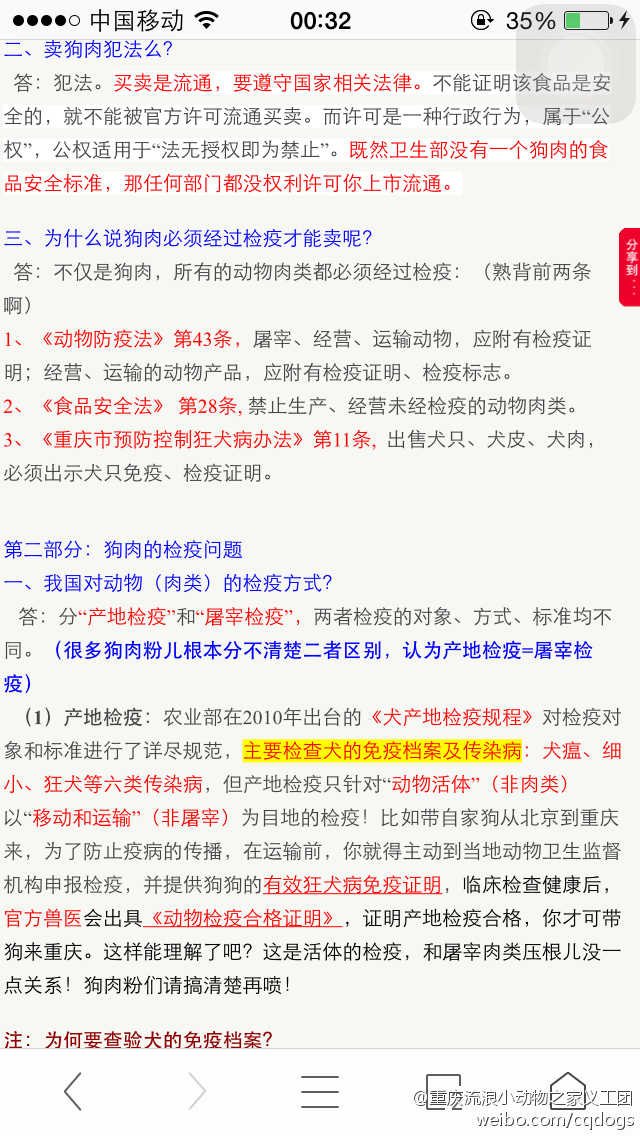 中国移动 00:32 35%
二、卖狗肉犯法么？
答：犯法。买卖是流通，要遵守国家相关法律。不能证明该食品是安
全的，就不能被官方许可流通买卖。而许可是一种行政行为，属于“公
权”，公权适用于“法无授权即为禁止”。既然卫生部没有一个狗肉的食
品安全标准，那任何部门都没权利许可你上市流通。
三、为什么说狗肉必须经过检疫才能卖呢？
分享到：...
答：不仅是狗肉，所有的动物肉类都必须经过检疫：（熟背前两条
啊）
1、《动物防疫法》第43条，屠宰、经营、运输动物，应附有检疫证
明；经营、运输的动物产品，应附有检疫证明、检疫标志。
2、《食品安全法》 第28条, 禁止生产、经营未经检疫的动物肉类。
3、《重庆市预防控制狂犬病办法》第11条, 出售犬只、犬皮、犬肉，
必须出示犬只免疫、检疫证明。
第二部分：狗肉的检疫问题
一、我国对动物（肉类）的检疫方式？
答：分“产地检疫”和“屠宰检疫”，两者检疫的对象、方式、标准均不
同。（很多狗肉粉儿根本分不清楚二者区别，认为产地检疫=屠宰检
疫）
（1）产地检疫：农业部在2010年出台的《犬产地检疫规程》对检疫对
象和标准进行了详尽规范，主要检查犬的免疫档案及传染病：犬瘟、细
小、狂犬等六类传染病，但产地检疫只针对“动物活体”（非肉类）
以“移动和运输”（非屠宰）为目地的检疫！比如带自家狗从北京到重庆
来，为了防止疫病的传播，在运输前，你就得主动到当地动物卫生监督
机构申报检疫，并提供狗狗的有效狂犬病免疫证明，临床检查健康后，
官方兽医会出具《动物检疫合格证明》，证明产地检疫合格，你才可带
狗来重庆。这样能理解了吧？这是活体的检疫，和屠宰肉类压根儿没一
点关系！狗肉粉们请搞清楚再喷！
注：为何要查验犬的免疫档案？
2
@重庆流浪小动物之家义工团
weibo.com/cqdogs